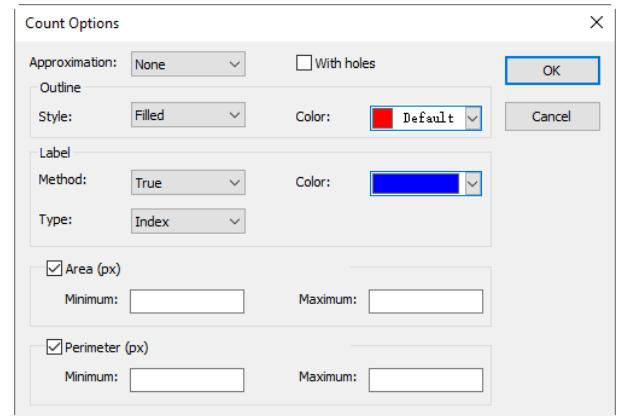 Count Options
Approximation: None With holes OK
Outline
Style: Filled Color: Default Cancel
Label
Method: True Color:
Type: Index
Area (px)
Minimum: Maximum:
Perimeter (px)
Minimum: Maximum: